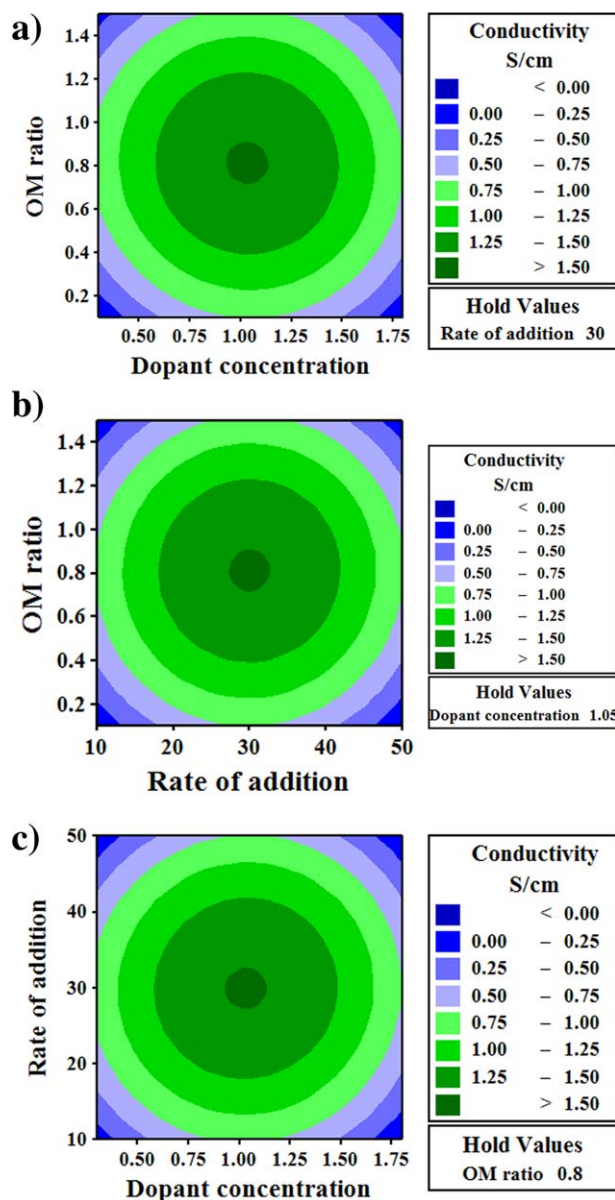 a)
1.4
1.2
1.0
0.8
0.6
0.4
0.2
OM ratio
0.50 0.75 1.00 1.25 1.50 1.75
Dopant concentration
Conductivity
S/cm
< 0.00
0.00 – 0.25
0.25 – 0.50
0.50 – 0.75
0.75 – 1.00
1.00 – 1.25
1.25 – 1.50
> 1.50
Hold Values
Rate of addition 30
b)
1.4
1.2
1.0
0.8
0.6
0.4
0.2
OM ratio
10 20 30 40 50
Rate of addition
Conductivity
S/cm
< 0.00
0.00 – 0.25
0.25 – 0.50
0.50 – 0.75
0.75 – 1.00
1.00 – 1.25
1.25 – 1.50
> 1.50
Hold Values
Dopant concentration 1.05
c)
50
40
30
20
10
Rate of addition
0.50 0.75 1.00 1.25 1.50 1.75
Dopant concentration
Conductivity
S/cm
< 0.00
0.00 – 0.25
0.25 – 0.50
0.50 – 0.75
0.75 – 1.00
1.00 – 1.25
1.25 – 1.50
> 1.50
Hold Values
OM ratio 0.8